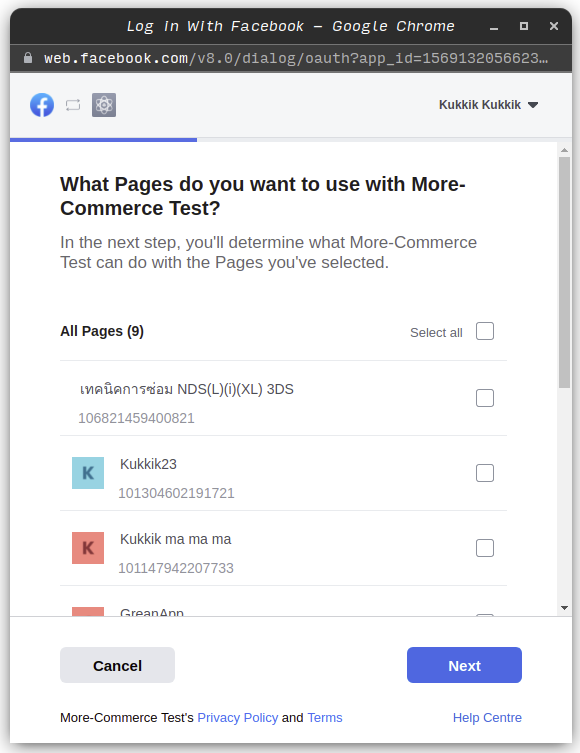 Log In With Facebook – Google Chrome
web.facebook.com/v8.0/dialog/oauth?app_id=1569132056623…
Kukkik Kukkik
What Pages do you want to use with More-
Commerce Test?
In the next step, you'll determine what More-Commerce
Test can do with the Pages you've selected.
All Pages (9)
Select all
เทคนิคการซ่อม NDS(L)(i)(XL) 3DS
106821459400821
K
Kukkik23
101304602191721
K
Kukkik ma ma ma
101147942207733
GreanApp
Cancel
Next
More-Commerce Test's Privacy Policy and Terms
Help Centre